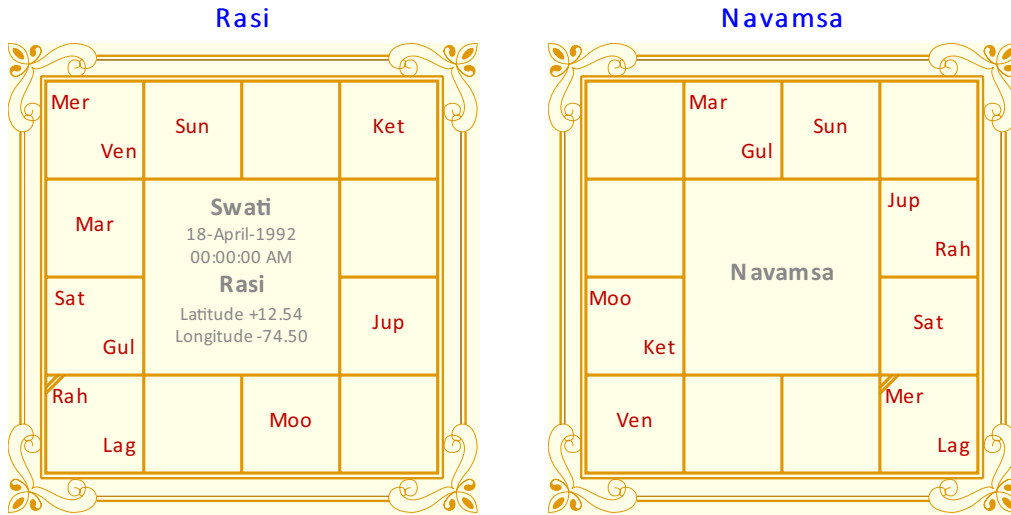 Rasi
Navamsa
Mer
Ven
Sun
Ket
Mar
Swati
18-April-1992
00:00:00 AM
Rasi
Latitude +12.54
Longitude -74.50
Sat
Gul
Jup
Rah
Lag
Moo
Mar
Gul
Sun
Jup
Rah
Navamsa
Moo
Ket
Sat
Ven
Mer
Lag